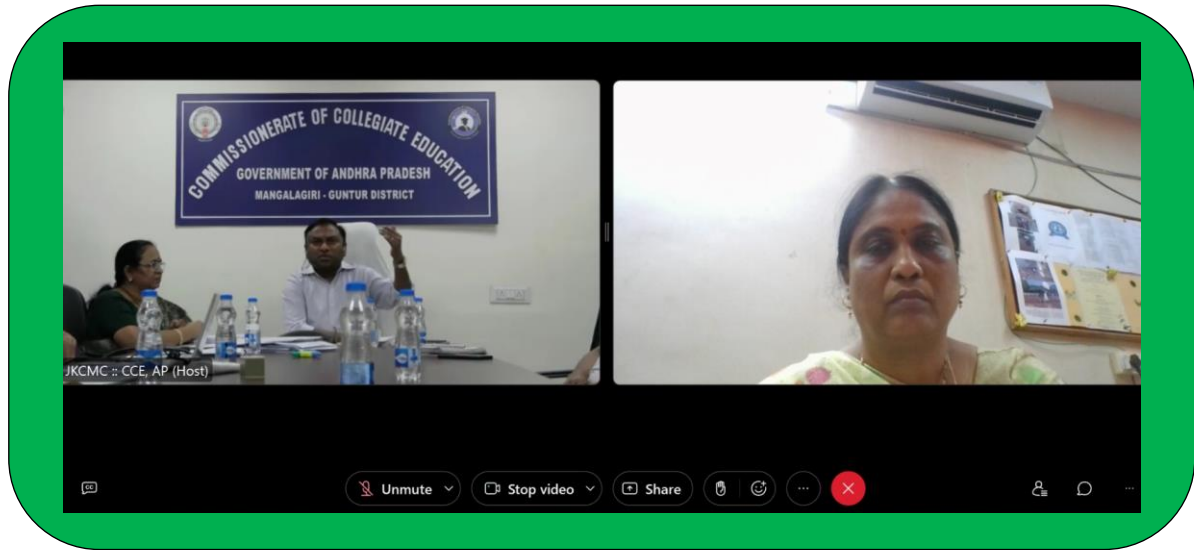 COMMISSIONERATE OF COLLEGIATE EDUCATION
GOVERNMENT OF ANDHRA PRADESH
MANGALAGIRI - GUNTUR DISTRICT
JKCMC :: CCE, AP (Host)
CC
Unmute
Stop video
Share